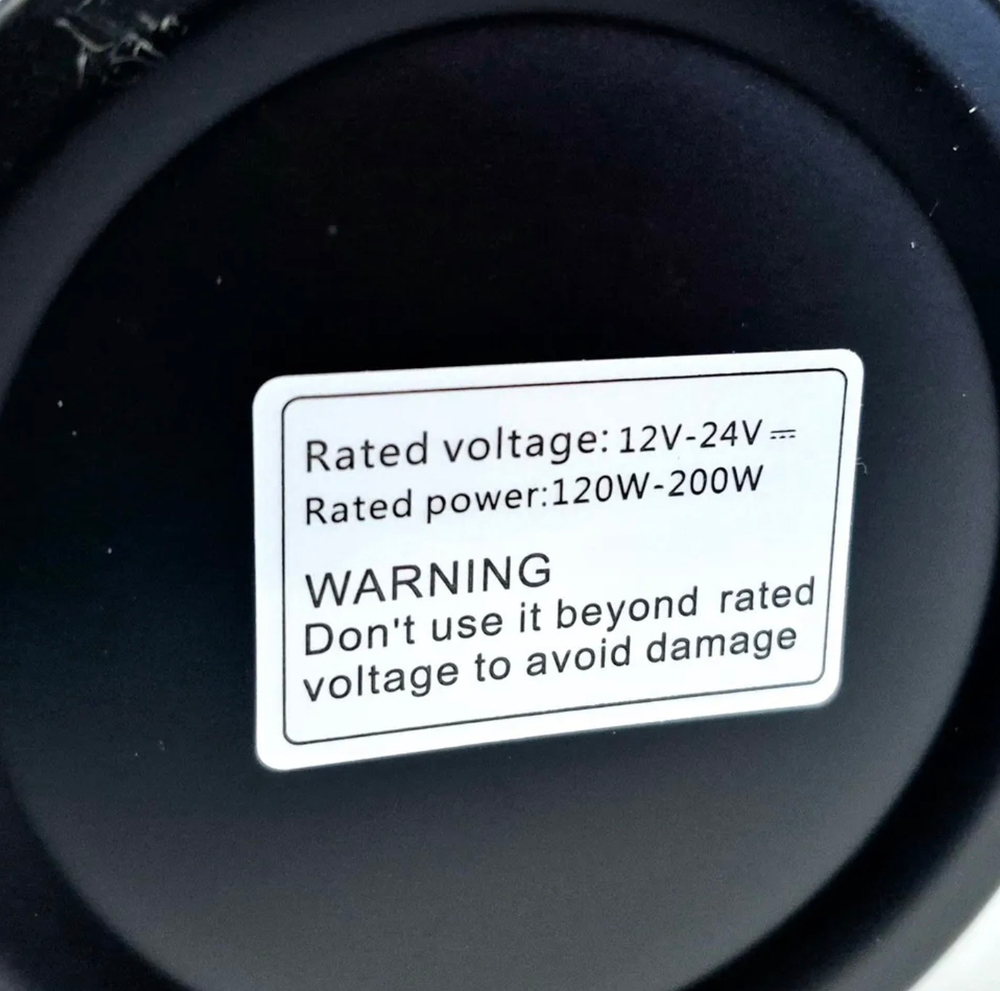 Rated voltage: 12V-24V⎓
Rated power:120W-200W
WARNING
Don't use it beyond rated
voltage to avoid damage